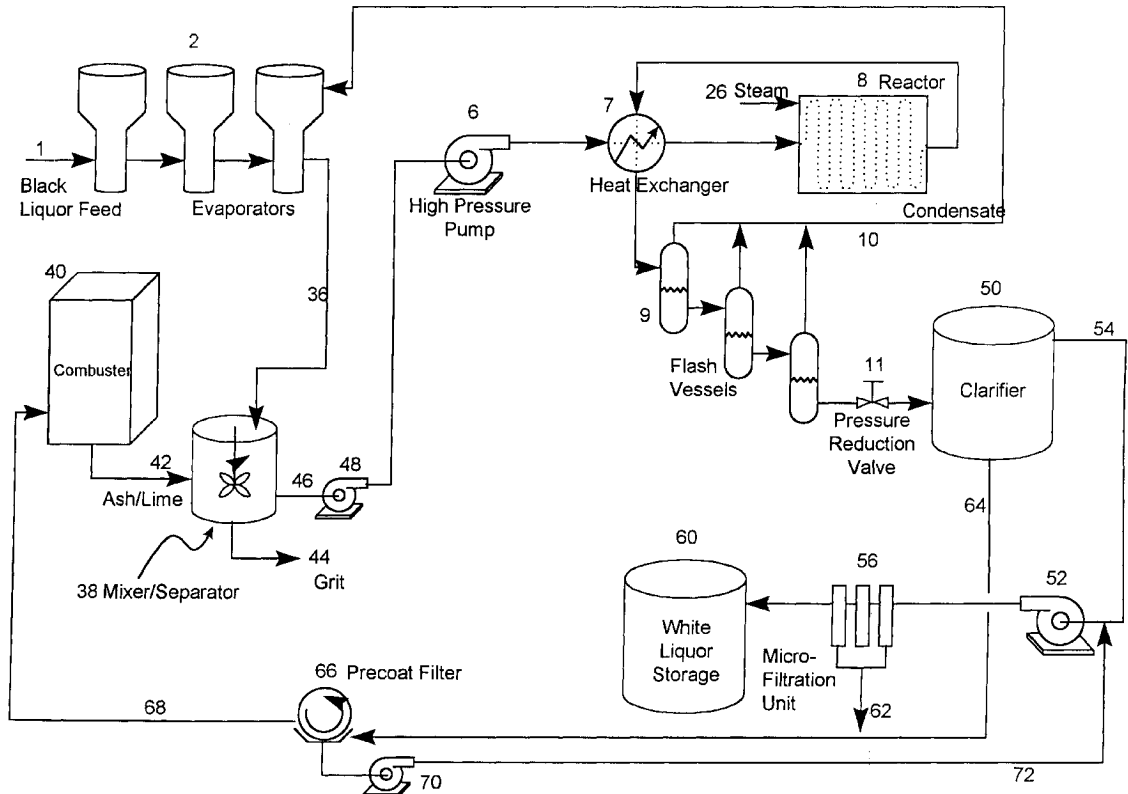 2
1
Black
Liquor Feed
Evaporators
6
High Pressure
Pump
7
Heat Exchanger
26 Steam
8 Reactor
Condensate
10
9
Flash
Vessels
11
Pressure
Reduction
Valve
50
Clarifier
54
40
Combuster
36
42
Ash/Lime
46
48
44
Grit
38 Mixer/Separator
64
60
White
Liquor
Storage
56
Micro-
Filtration
Unit
62
52
66 Precoat Filter
68
70
72